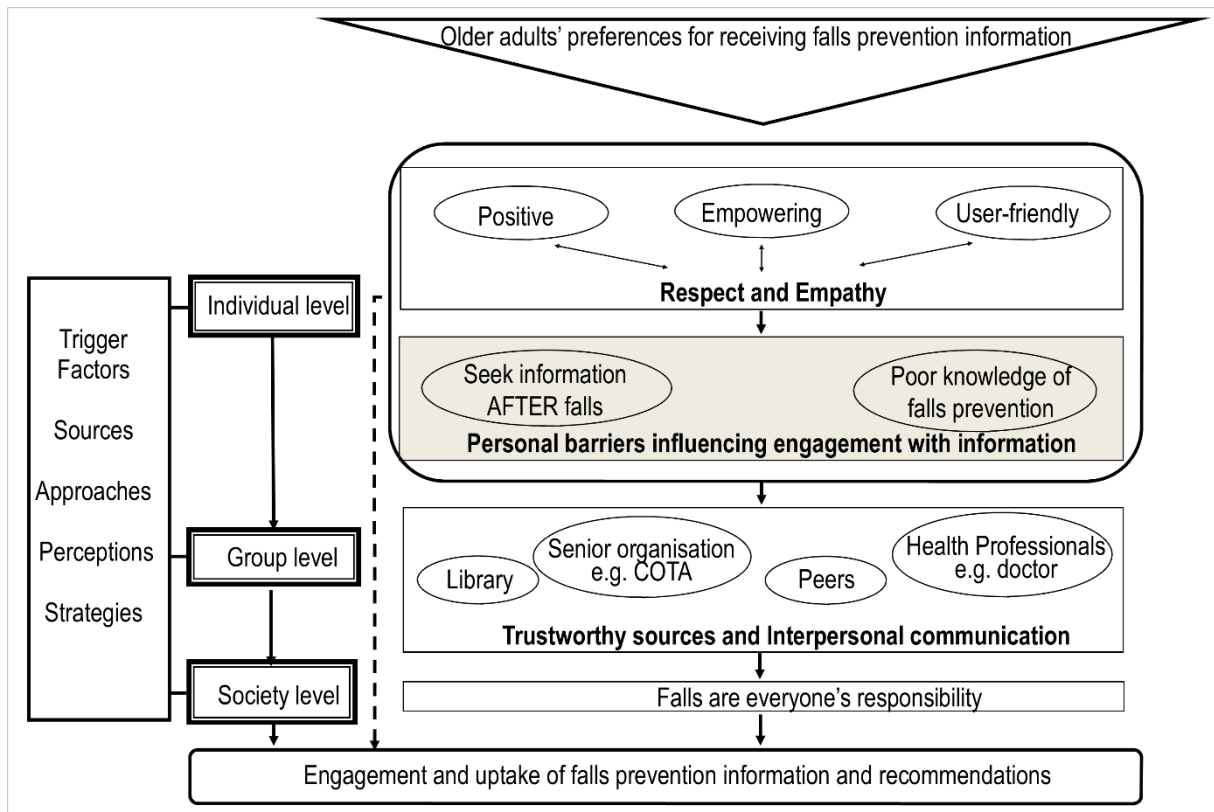 Older adults’ preferences for receiving falls prevention information
Positive
Empowering
User-friendly
Respect and Empathy
Seek information
AFTER falls
Poor knowledge of
falls prevention
Personal barriers influencing engagement with information
Trigger
Factors
Sources
Approaches
Perceptions
Strategies
Individual level
Group level
Society level
Library
Senior organisation
e.g. COTA
Peers
Health Professionals
e.g. doctor
Trustworthy sources and Interpersonal communication
Falls are everyone’s responsibility
Engagement and uptake of falls prevention information and recommendations